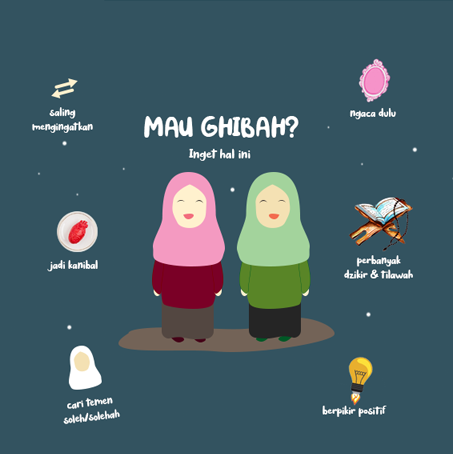 MAU GHIBAH?
Inget hal ini
saling
mengingatkan
ngaca dulu
jadi kanibal
perbanyak
dzikir & tilawah
cari temen
soleh/solehah
berpikir positif